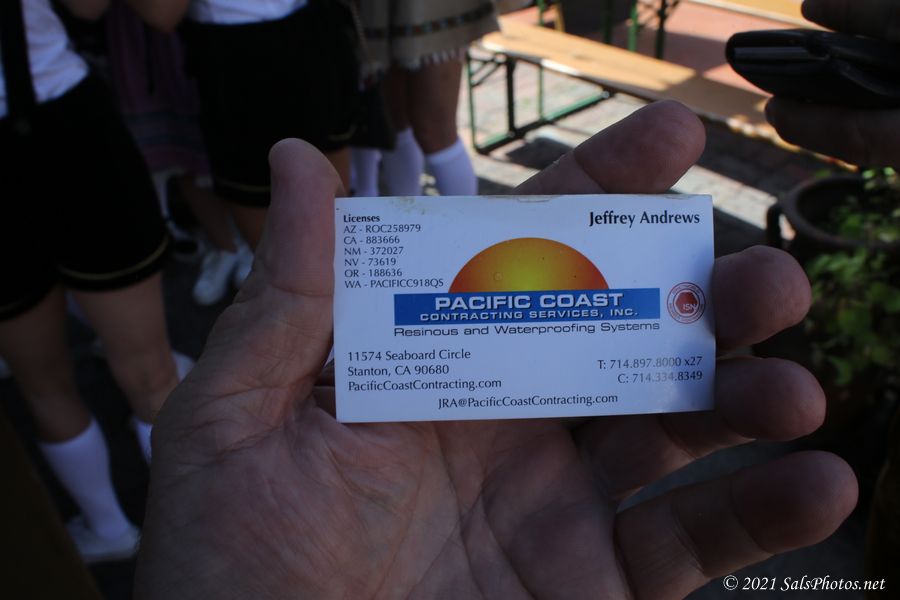 Licenses
AZ - ROC258979
CA - 883666
NM - 372027
NV - 73619
OR - 188636
WA - PACIFICC918QS
Jeffrey Andrews
PACIFIC COAST
CONTRACTING SERVICES, INC.
Resinous and Waterproofing Systems
ISN
11574 Seaboard Circle
Stanton, CA 90680
PacificCoastContracting.com
T: 714.897.8000 x27
C: 714.334.8349
JRA@PacificCoastContracting.com
© 2021 SalsPhotos.net